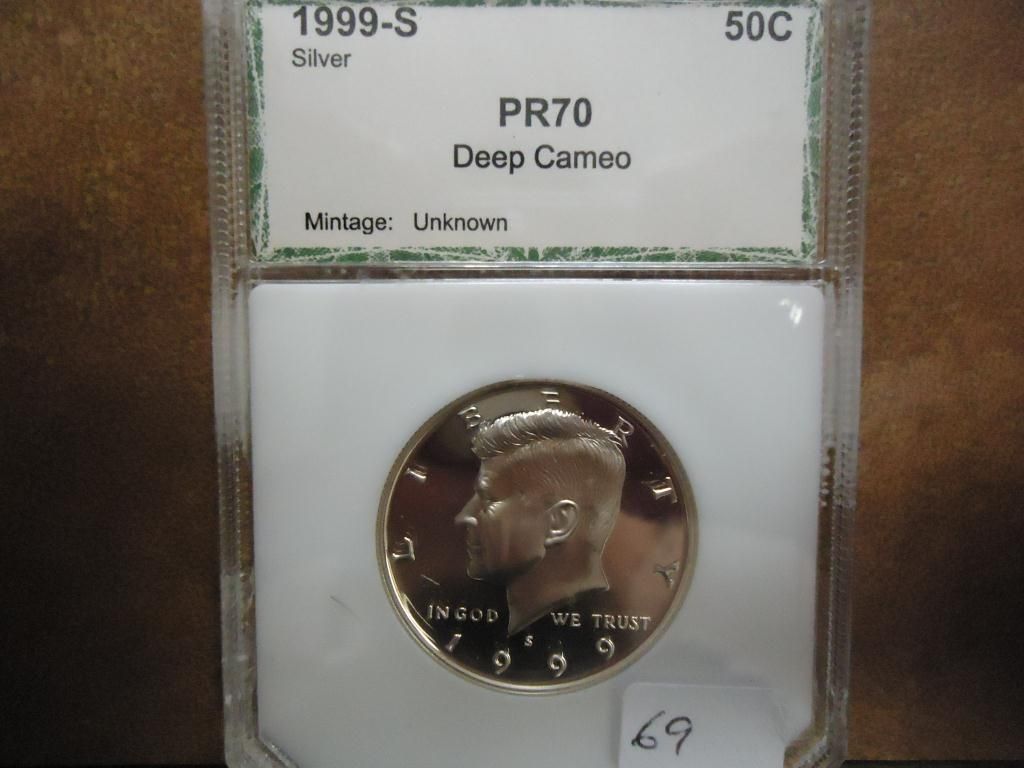 1999-S 50C
Silver
PR70
Deep Cameo
Mintage: Unknown
LIBERTY
IN GOD WE TRUST
S
1999
69